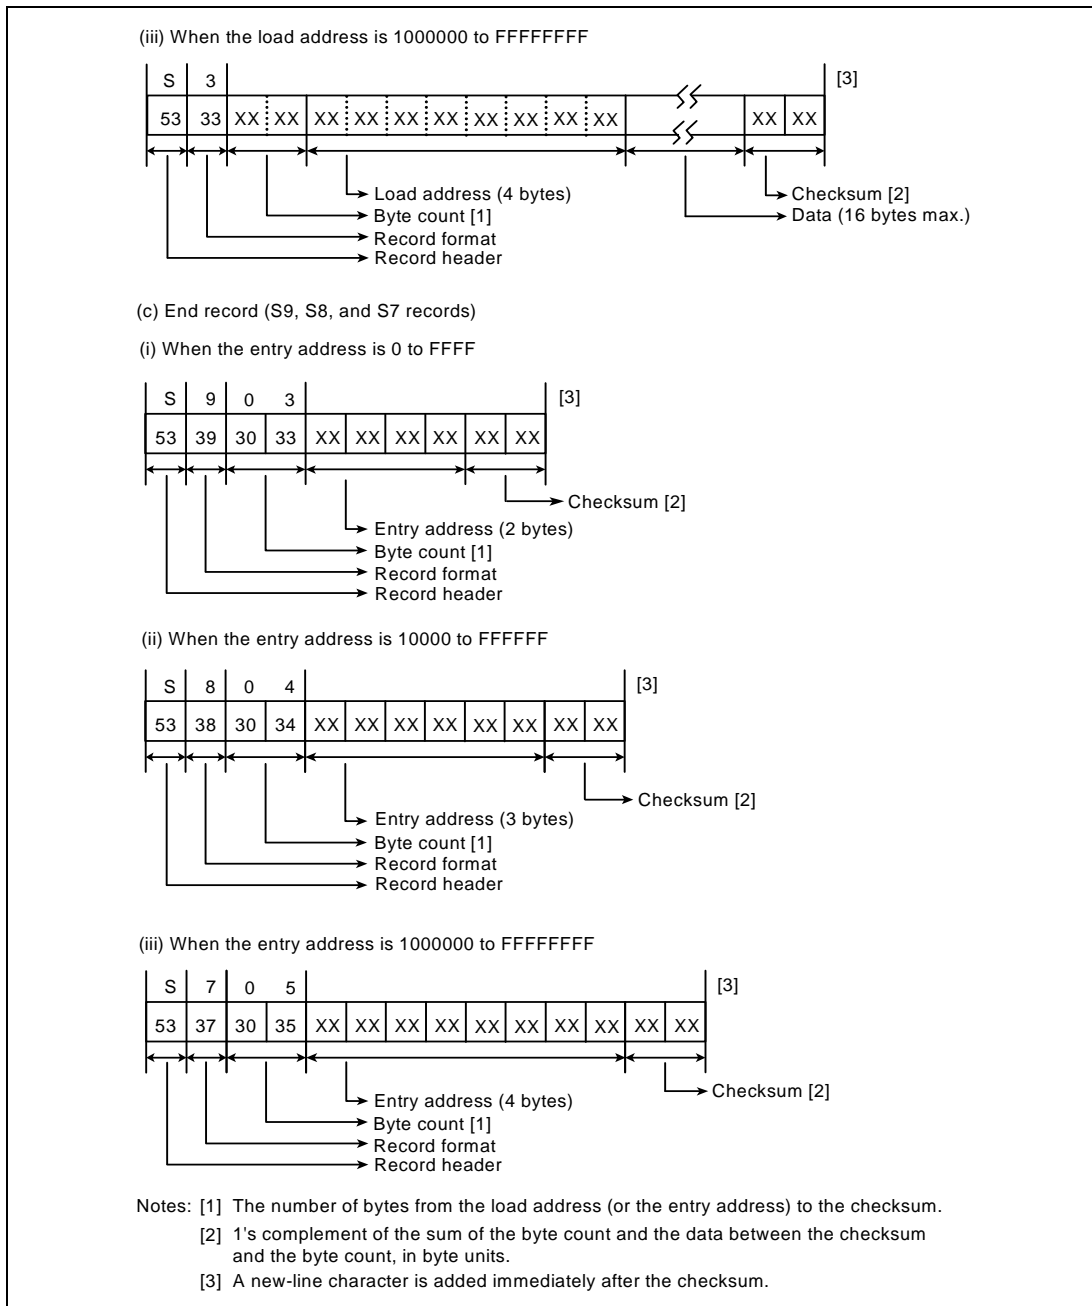 (iii) When the load address is 1000000 to FFFFFFFF
S 3 [3]
53 33 XX XX XX XX XX XX XX XX XX XX XX XX
Load address (4 bytes) Checksum [2]
Byte count [1] Data (16 bytes max.)
Record format
Record header
(c) End record (S9, S8, and S7 records)
(i) When the entry address is 0 to FFFF
S 9 0 3 [3]
53 39 30 33 XX XX XX XX XX XX
Checksum [2]
Entry address (2 bytes)
Byte count [1]
Record format
Record header
(ii) When the entry address is 10000 to FFFFFF
S 8 0 4 [3]
53 38 30 34 XX XX XX XX XX XX XX XX
Checksum [2]
Entry address (3 bytes)
Byte count [1]
Record format
Record header
(iii) When the entry address is 1000000 to FFFFFFFF
S 7 0 5 [3]
53 37 30 35 XX XX XX XX XX XX XX XX XX XX
Checksum [2]
Entry address (4 bytes)
Byte count [1]
Record format
Record header
Notes: [1] The number of bytes from the load address (or the entry address) to the checksum.
[2] 1's complement of the sum of the byte count and the data between the checksum
and the byte count, in byte units.
[3] A new-line character is added immediately after the checksum.